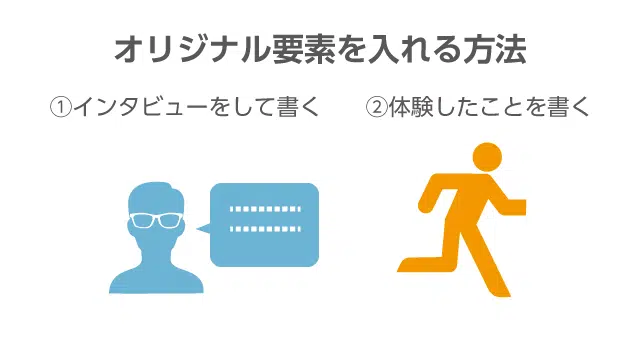 オリジナル要素を入れる方法
①インタビューをして書く
②体験したことを書く